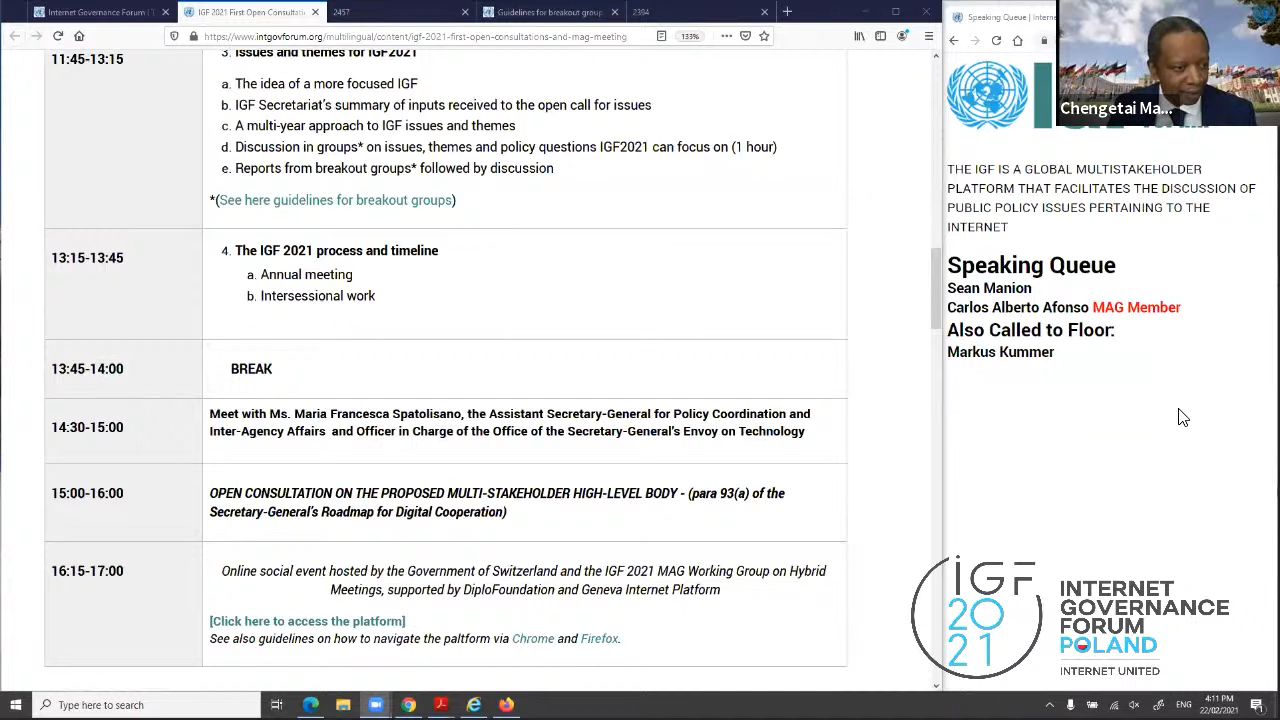 Internet Governance Forum (I
IGF 2021 First Open Consultati
2457
Guidelines for breakout group
2394
https://www.intgovforum.org/multilingual/content/igf-2021-first-open-consultations-and-mag-meeting
133%
11:45-13:15
3 Issues and themes for IGF2021
a. The idea of a more focused IGF
b. IGF Secretariat's summary of inputs received to the open call for issues
c. A multi-year approach to IGF issues and themes
d. Discussion in groups* on issues, themes and policy questions IGF2021 can focus on (1 hour)
e. Reports from breakout groups* followed by discussion
*(See here guidelines for breakout groups)
13:15-13:45
4. The IGF 2021 process and timeline
a. Annual meeting
b. Intersessional work
13:45-14:00
BREAK
14:30-15:00
Meet with Ms. Maria Francesca Spatolisano, the Assistant Secretary-General for Policy Coordination and
Inter-Agency Affairs and Officer in Charge of the Office of the Secretary-General's Envoy on Technology
15:00-16:00
OPEN CONSULTATION ON THE PROPOSED MULTI-STAKEHOLDER HIGH-LEVEL BODY - (para 93(a) of the
Secretary-General's Roadmap for Digital Cooperation)
16:15-17:00
Online social event hosted by the Government of Switzerland and the IGF 2021 MAG Working Group on Hybrid
Meetings, supported by DiploFoundation and Geneva Internet Platform
[Click here to access the platform]
See also guidelines on how to navigate the paltform via Chrome and Firefox.
Speaking Queue | Intern
Chengetai Ma...
THE IGF IS A GLOBAL MULTISTAKEHOLDER
PLATFORM THAT FACILITATES THE DISCUSSION OF
PUBLIC POLICY ISSUES PERTAINING TO THE
INTERNET
Speaking Queue
Sean Manion
Carlos Alberto Afonso MAG Member
Also Called to Floor:
Markus Kummer
IGF
20
21
INTERNET
GOVERNANCE
FORUM
POLAND
INTERNET UNITED
Type here to search
ENG
4:11 PM
22/02/2021